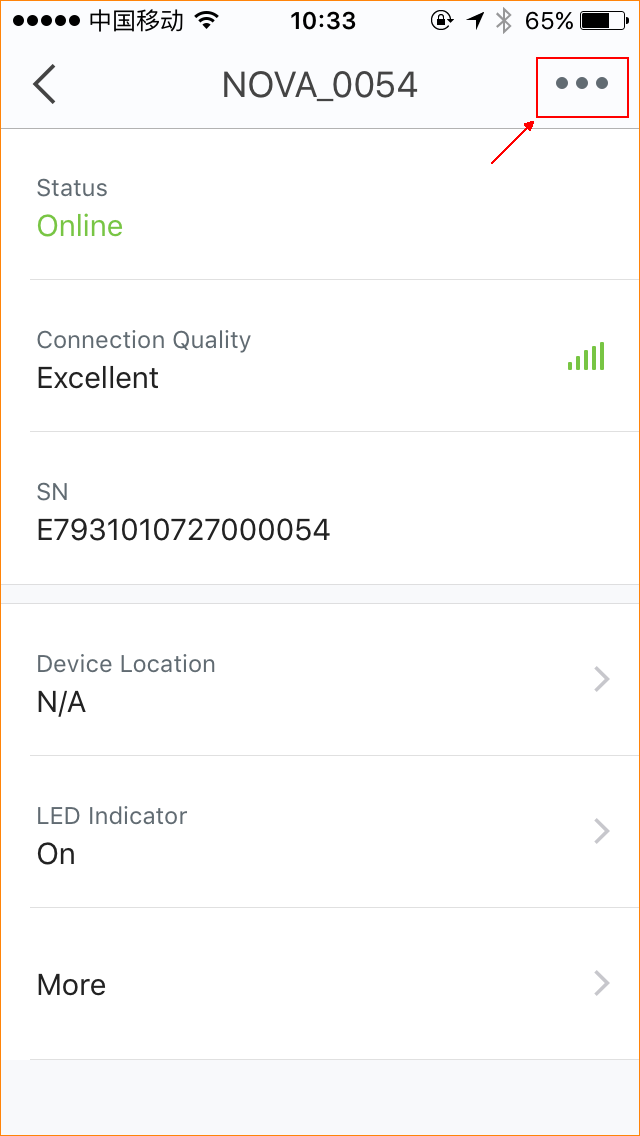 中国移动 10:33 65%
NOVA_0054
Status
Online
Connection Quality
Excellent
SN
E7931010727000054
Device Location
N/A
LED Indicator
On
More